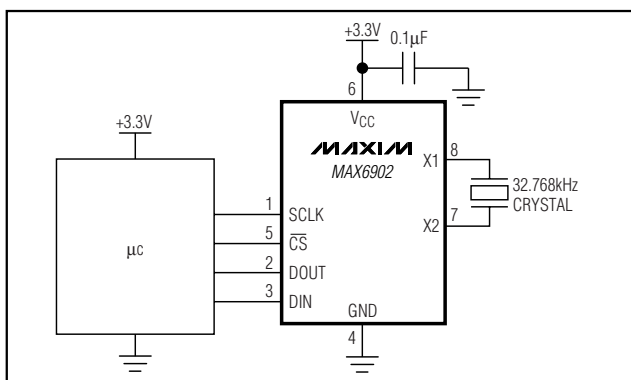 +3.3V
0.1µF
6
VCC
+3.3V
MAXIM
MAX6902
X1
8
32.768kHz
CRYSTAL
X2
7
1
SCLK
5
CS
µC
2
DOUT
3
DIN
GND
4